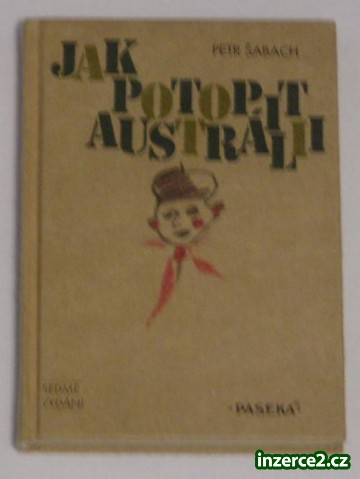 PETR ŠABACH
JAK
POTOPIT
AUSTRÁLII
SEDMÉ
VYDÁNÍ
PASEKA
inzerce2.cz